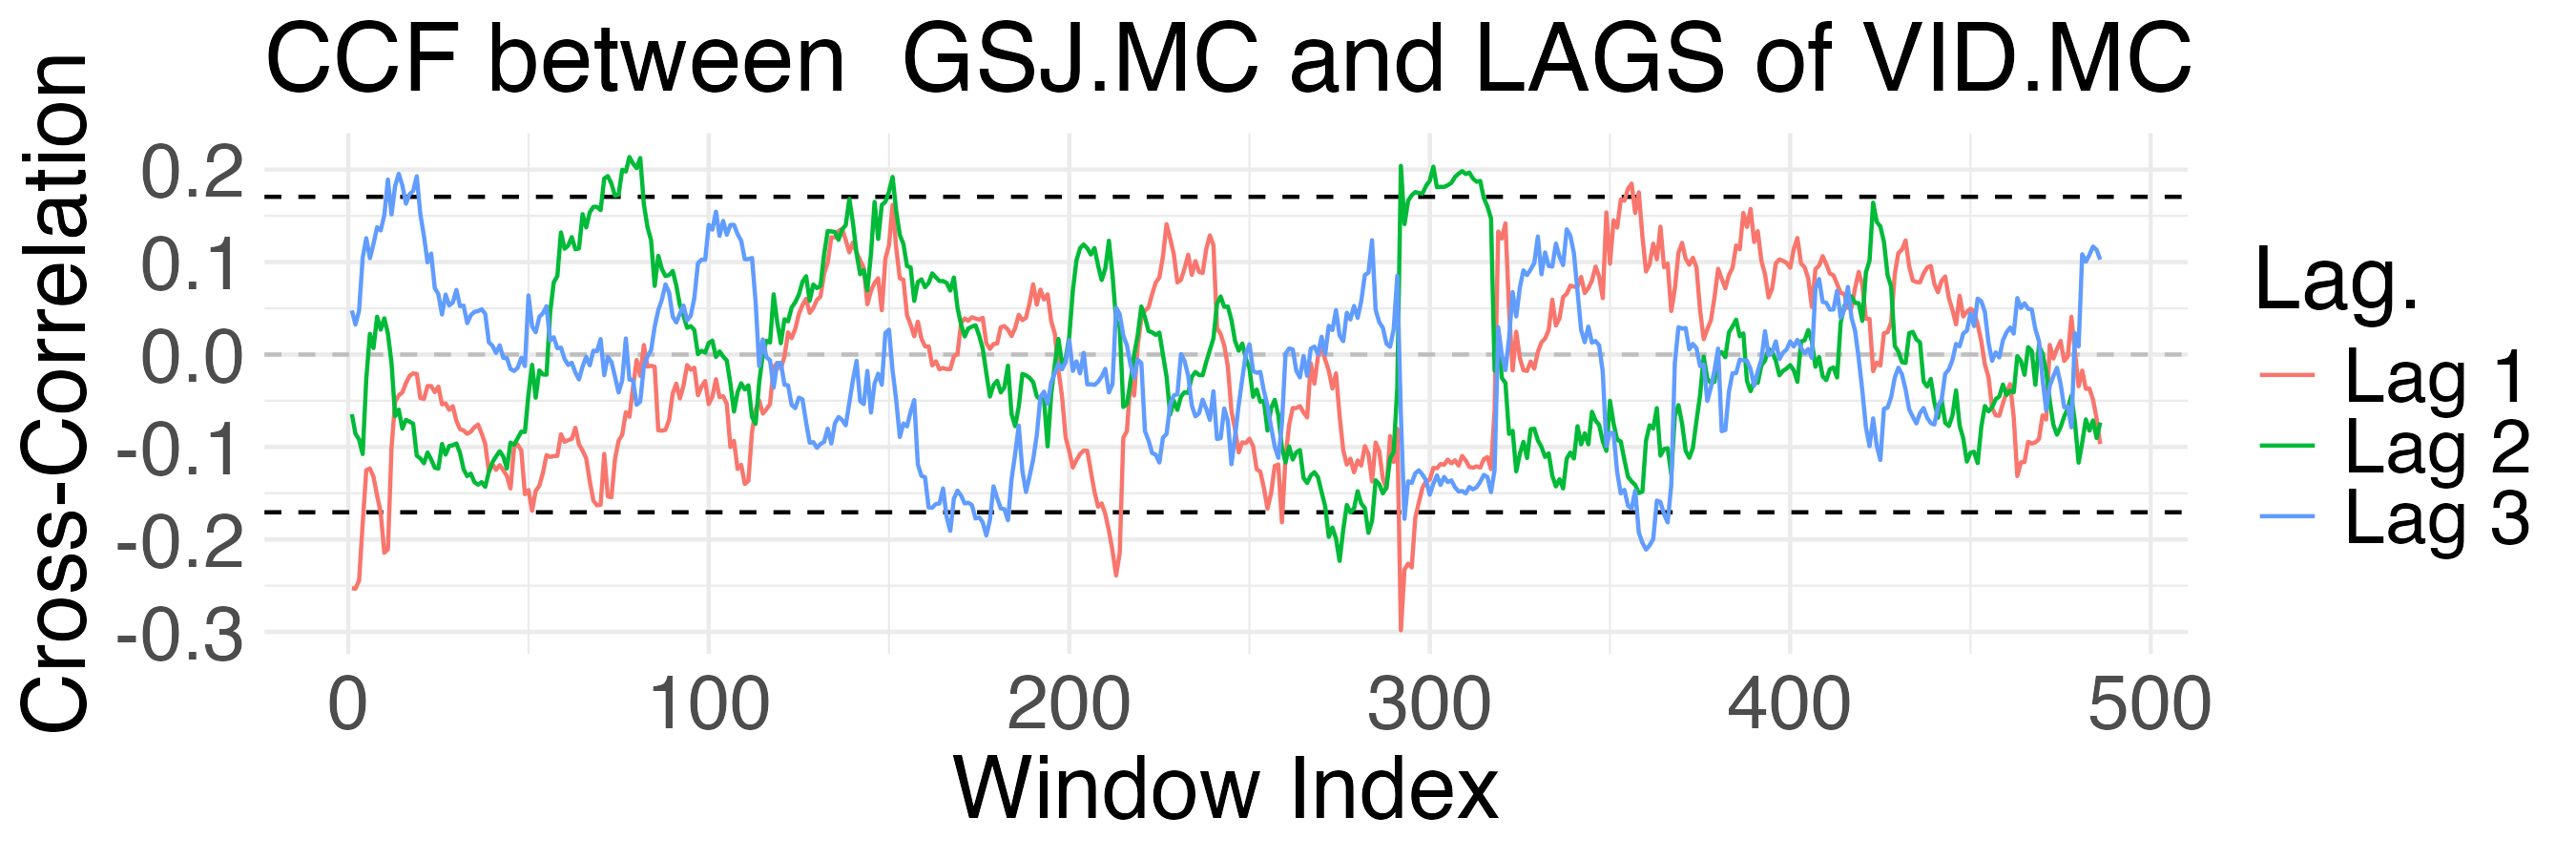 CCF between  GSJ.MC and LAGS of VID.MC
Cross-Correlation
0.2
0.1
0.0
-0.1
-0.2
-0.3
0 100 200 300 400 500
Window Index
Lag.
Lag 1
Lag 2
Lag 3